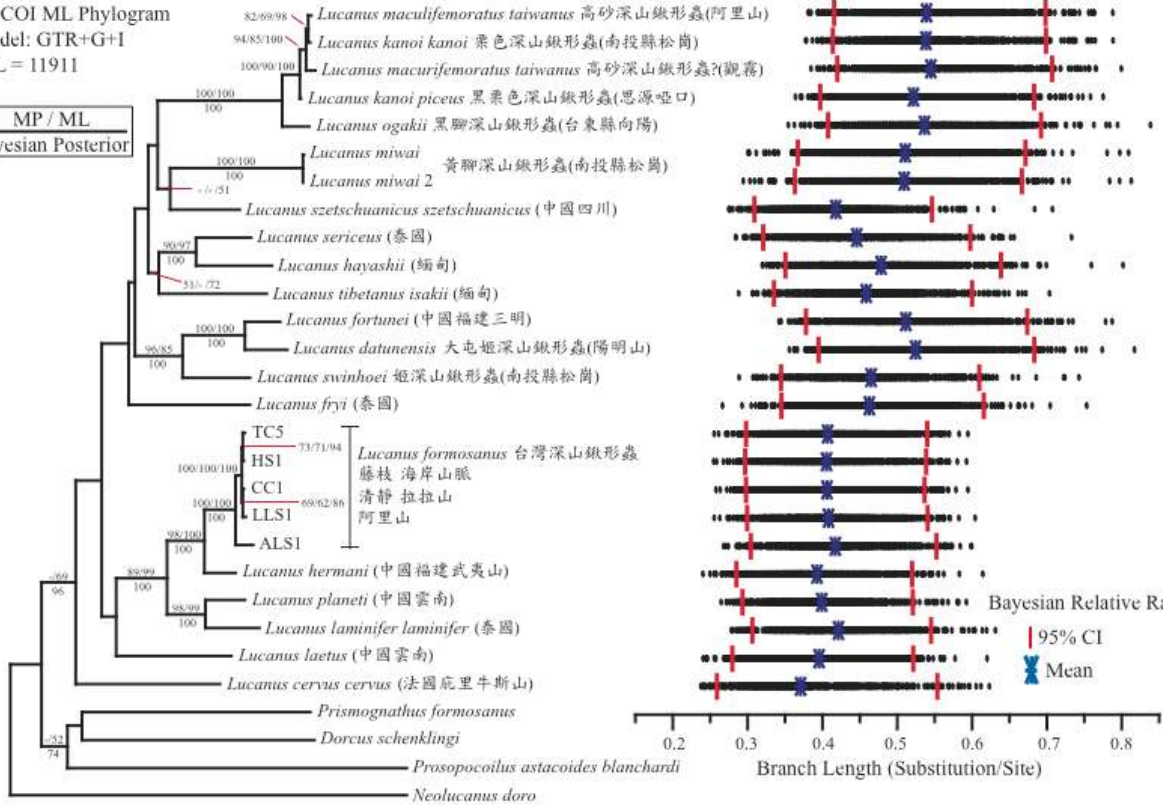 COI ML Phylogram
del: GTR+G+I
L = 11911
MP / ML
esian Posterior
82/69/98
Lucanus maculifemoratus taiwanus 高砂深山鍬形蟲(阿里山)
94/85/100
Lucanus kanoi kanoi 栗色深山鍬形蟲(南投縣松崗)
100/90/100
Lucanus macurifemoratus taiwanus 高砂深山鍬形蟲?(觀霧)
100/100
100
Lucanus kanoi piceus 黑栗色深山鍬形蟲(思源啞口)
Lucanus ogakii 黑腳深山鍬形蟲(台東縣向陽)
100/100
100
Lucanus miwai
黃腳深山鍬形蟲(南投縣松崗)
Lucanus miwai 2
-/-/51
Lucanus szetschuanicus szetschuanicus (中國四川)
90/97
100
Lucanus sericeus (泰國)
Lucanus hayashii (緬甸)
51/-/72
Lucanus tibetanus isakii (緬甸)
100/100
100
Lucanus fortunei (中國福建三明)
Lucanus datunensis 大屯姬深山鍬形蟲(陽明山)
96/85
100
Lucanus swinhoei 姬深山鍬形蟲(南投縣松崗)
Lucanus fryi (泰國)
TC5
73/71/94
HS1
100/100/100
CC1
69/62/86
LLS1
100/100
100
ALS1
Lucanus formosanus 台灣深山鍬形蟲
藤枝 海岸山脈
清靜 拉拉山
阿里山
98/100
100
Lucanus hermani (中國福建武夷山)
89/99
100
Lucanus planeti (中國雲南)
98/99
100
Lucanus laminifer laminifer (泰國)
-/69
96
Lucanus laetus (中國雲南)
Lucanus cervus cervus (法國庇里牛斯山)
Prismognathus formosanus
-/52
74
Dorcus schenklingi
Prosopocoilus astacoides blanchardi
Neolucanus doro
Bayesian Relative Ra
95% CI
Mean
0.2 0.3 0.4 0.5 0.6 0.7 0.8
Branch Length (Substitution/Site)